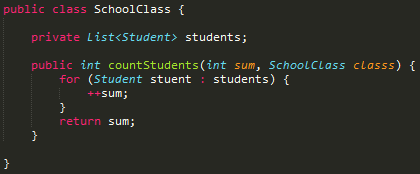 public class SchoolClass {
private List<Student> students;
public int countStudents(int sum, SchoolClass classs) {
for (Student stuent : students) {
++sum;
}
return sum;
}
}